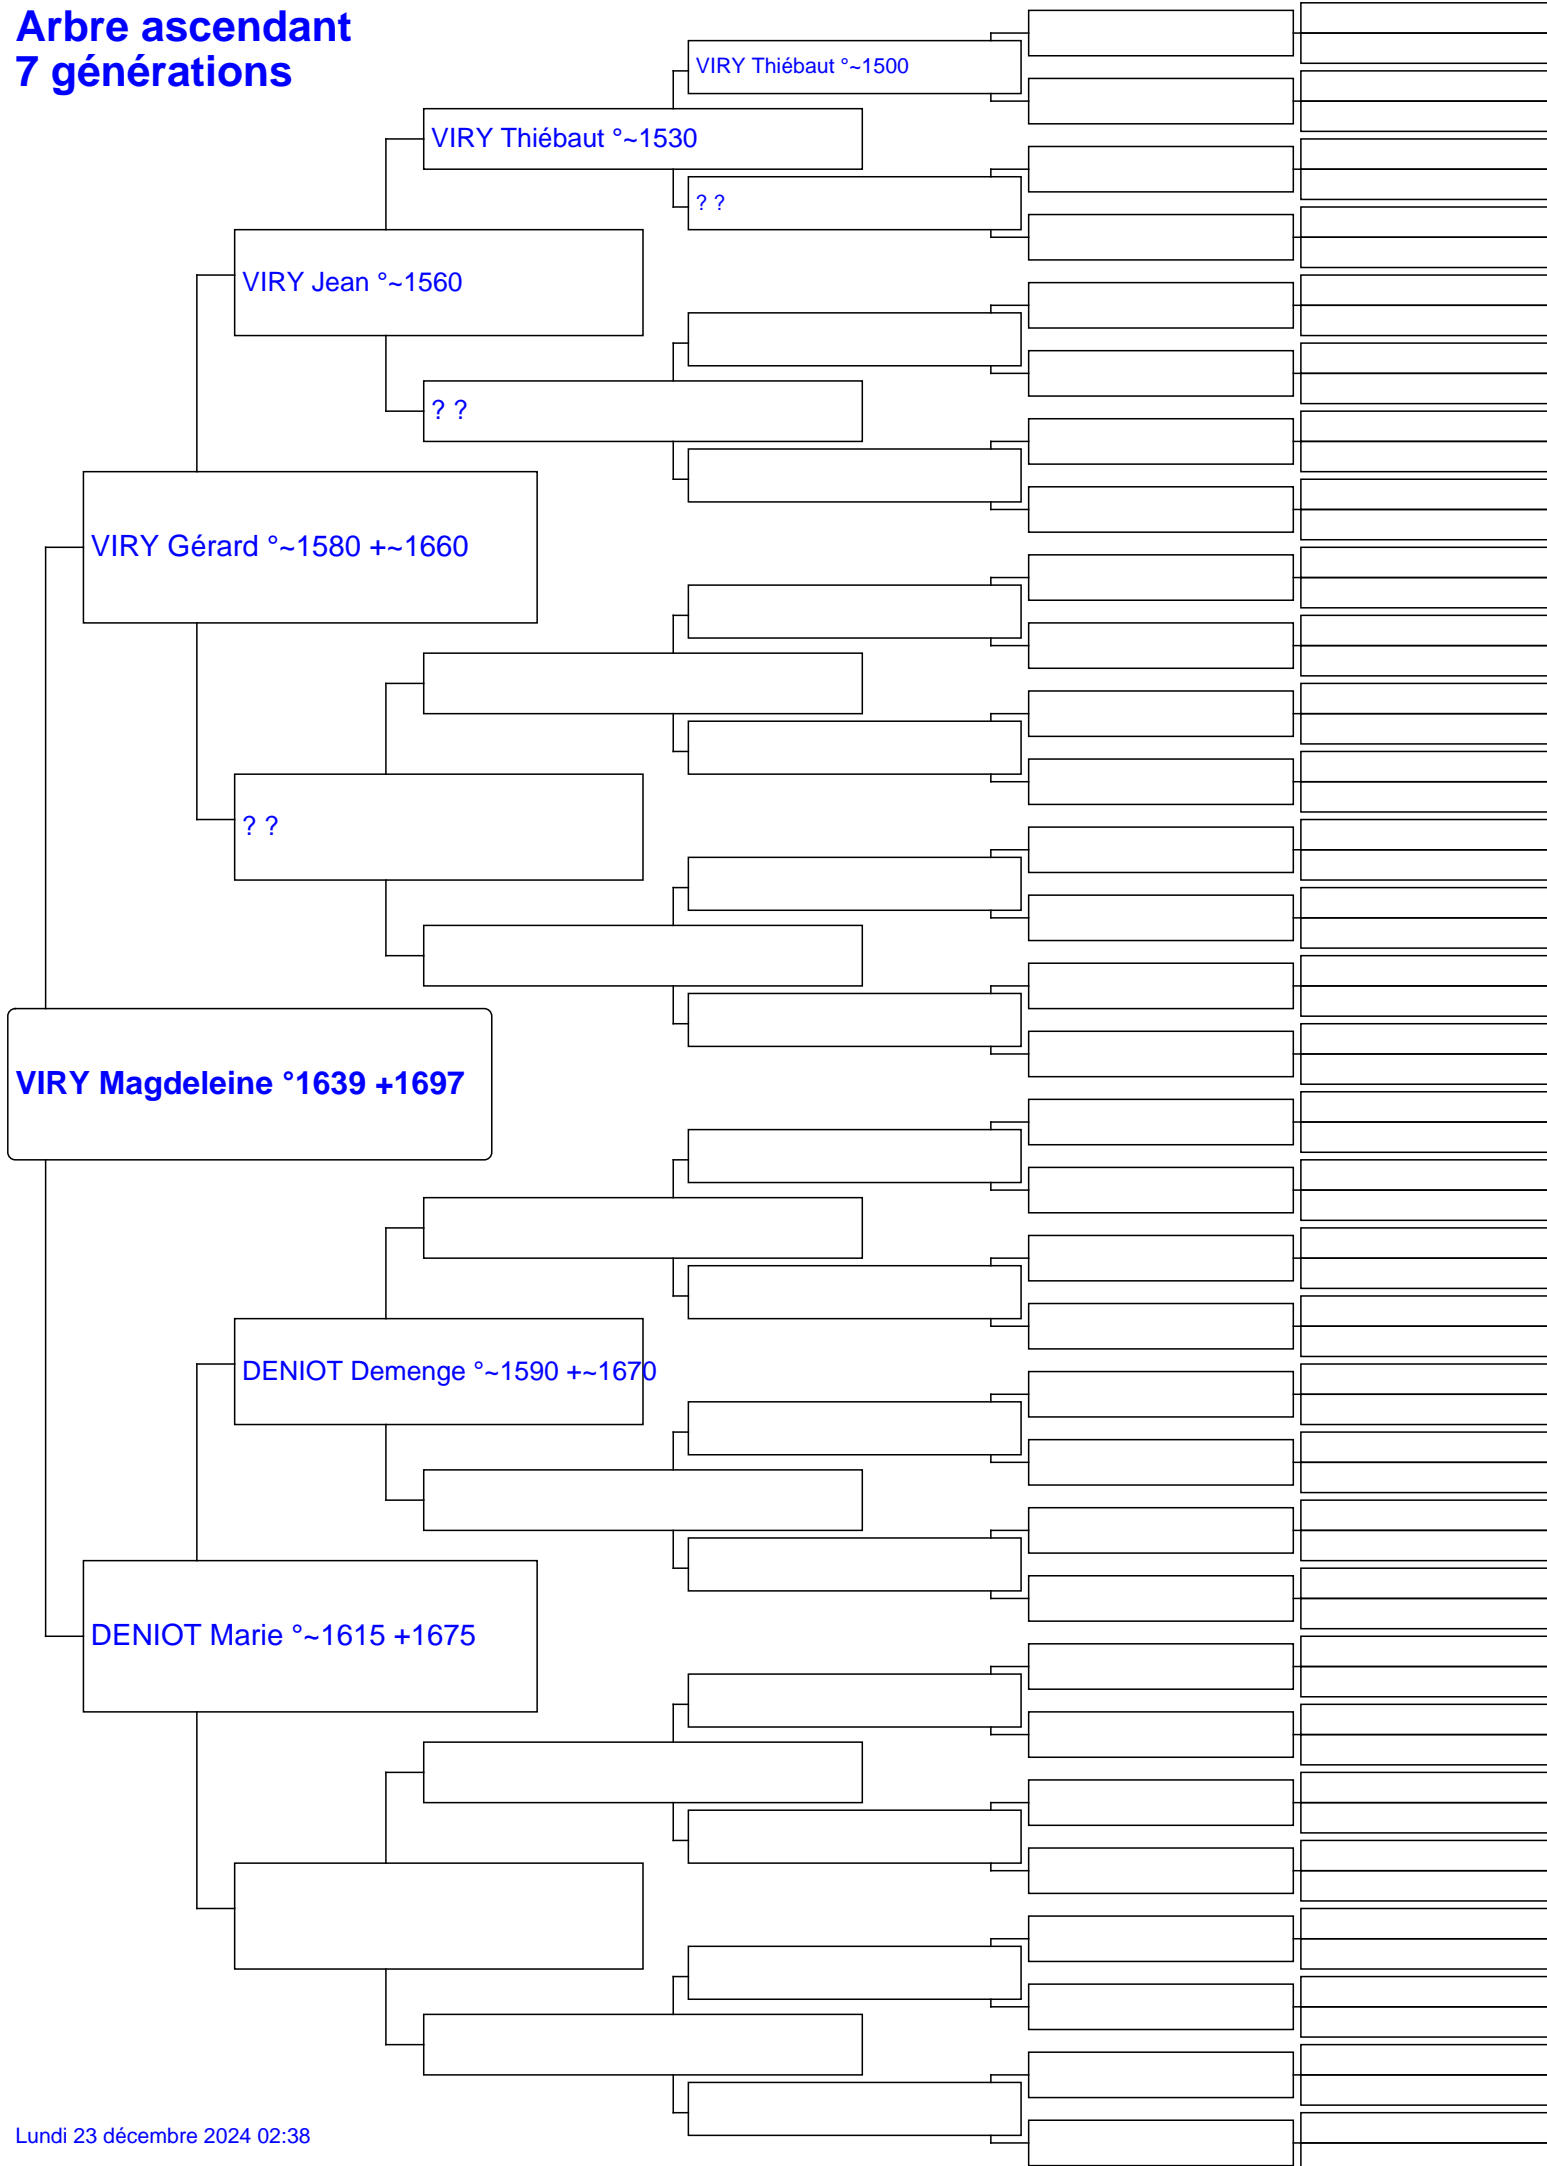 Arbre ascendant
7 générations
VIRY Thiébaut °~1500
VIRY Thiébaut °~1530
? ?
VIRY Jean °~1560
? ?
VIRY Gérard °~1580 +~1660
? ?
VIRY Magdeleine °1639 +1697
DENIOT Demenge °~1590 +~1670
DENIOT Marie °~1615 +1675
Lundi 23 décembre 2024 02:38